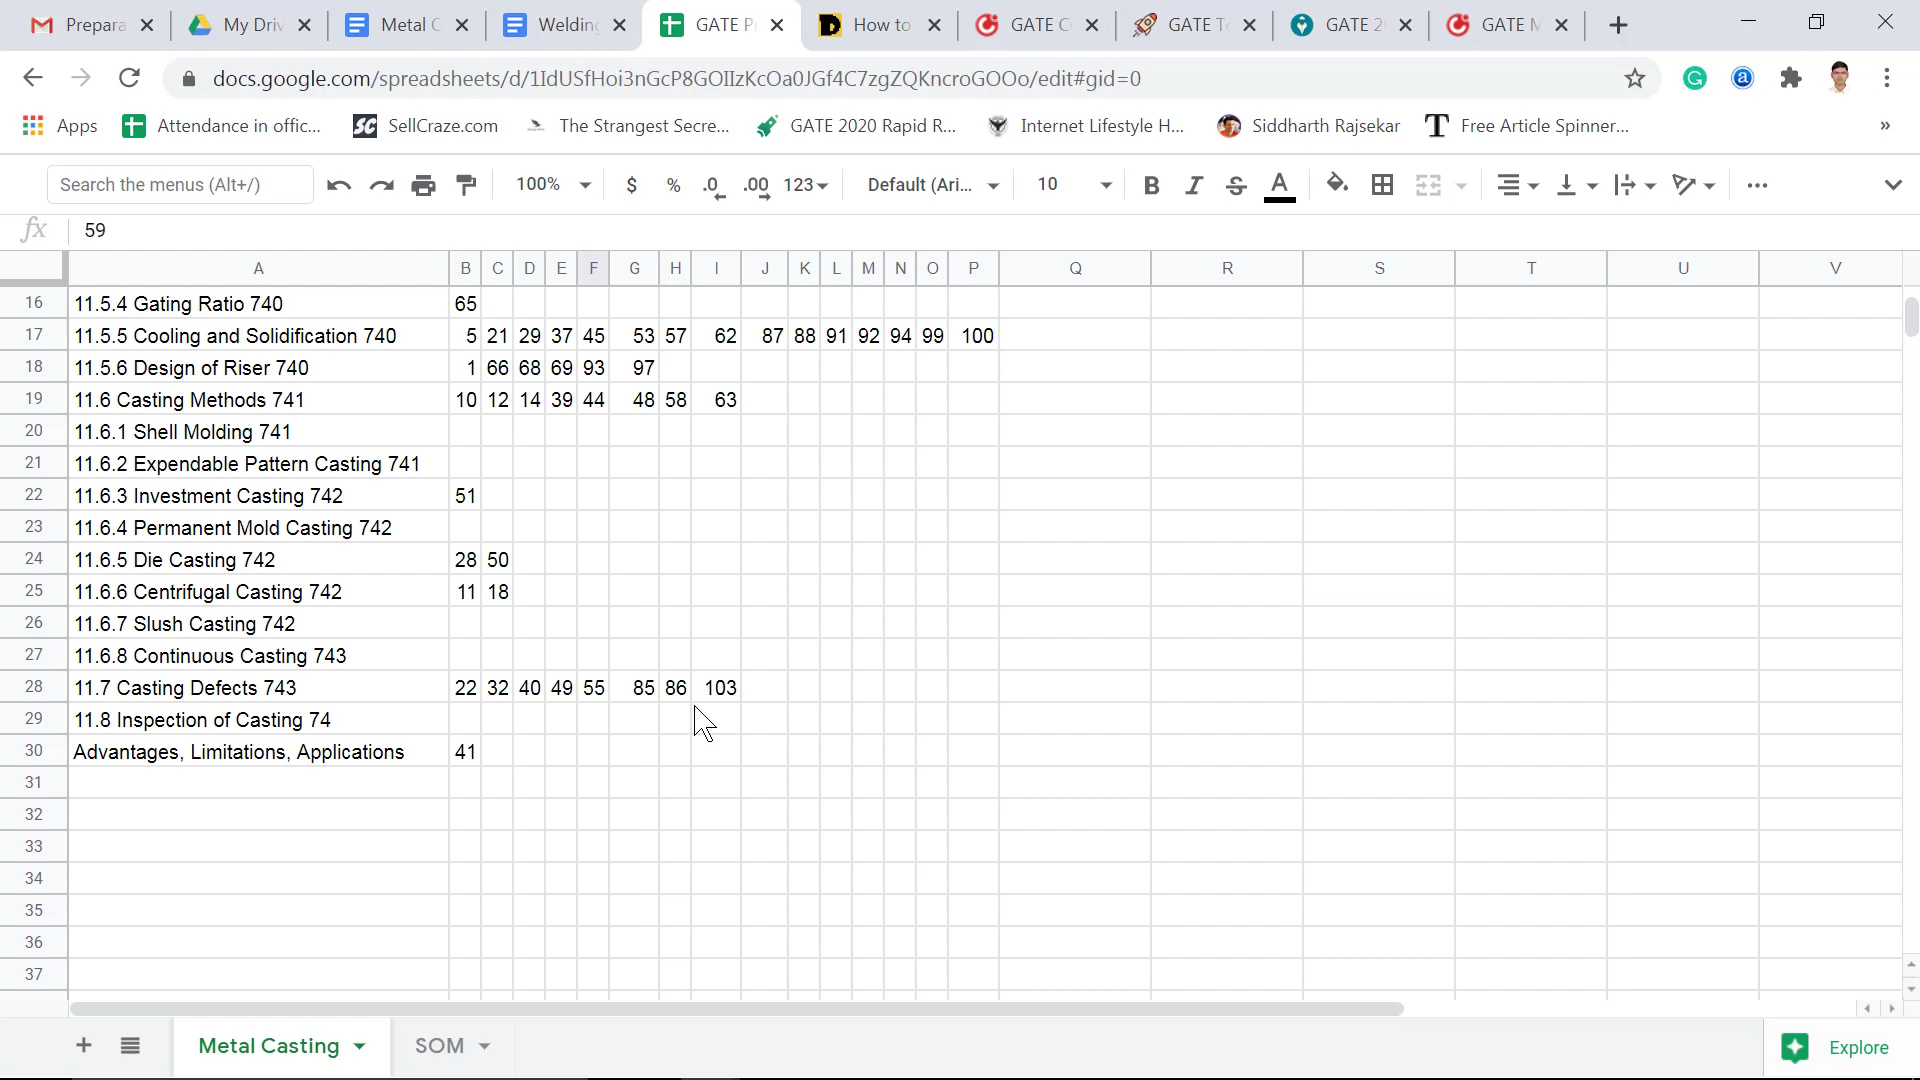 Prepara My Driv Metal C Welding GATE P How to GATE C GATE To GATE 2 GATE M
docs.google.com/spreadsheets/d/1IdUSfHoi3nGcP8GOIIzKcOa0JGf4C7zgZQKncroGOOo/edit#gid=0
Apps Attendance in offic... SellCraze.com The Strangest Secre... GATE 2020 Rapid R... Internet Lifestyle H... Siddharth Rajsekar Free Article Spinner... »
Search the menus (Alt+/) 100% $ % .0 .00 123 Default (Ari... 10 B I S A
fx 59
A B C D E F G H I J K L M N O P Q R S T U V
16 11.5.4 Gating Ratio 740 65
17 11.5.5 Cooling and Solidification 740 5 21 29 37 45 53 57 62 87 88 91 92 94 99 100
18 11.5.6 Design of Riser 740 1 66 68 69 93 97
19 11.6 Casting Methods 741 10 12 14 39 44 48 58 63
20 11.6.1 Shell Molding 741
21 11.6.2 Expendable Pattern Casting 741
22 11.6.3 Investment Casting 742 51
23 11.6.4 Permanent Mold Casting 742
24 11.6.5 Die Casting 742 28 50
25 11.6.6 Centrifugal Casting 742 11 18
26 11.6.7 Slush Casting 742
27 11.6.8 Continuous Casting 743
28 11.7 Casting Defects 743 22 32 40 49 55 85 86 103
29 11.8 Inspection of Casting 74
30 Advantages, Limitations, Applications 41
31
32
33
34
35
36
37
Metal Casting SOM Explore